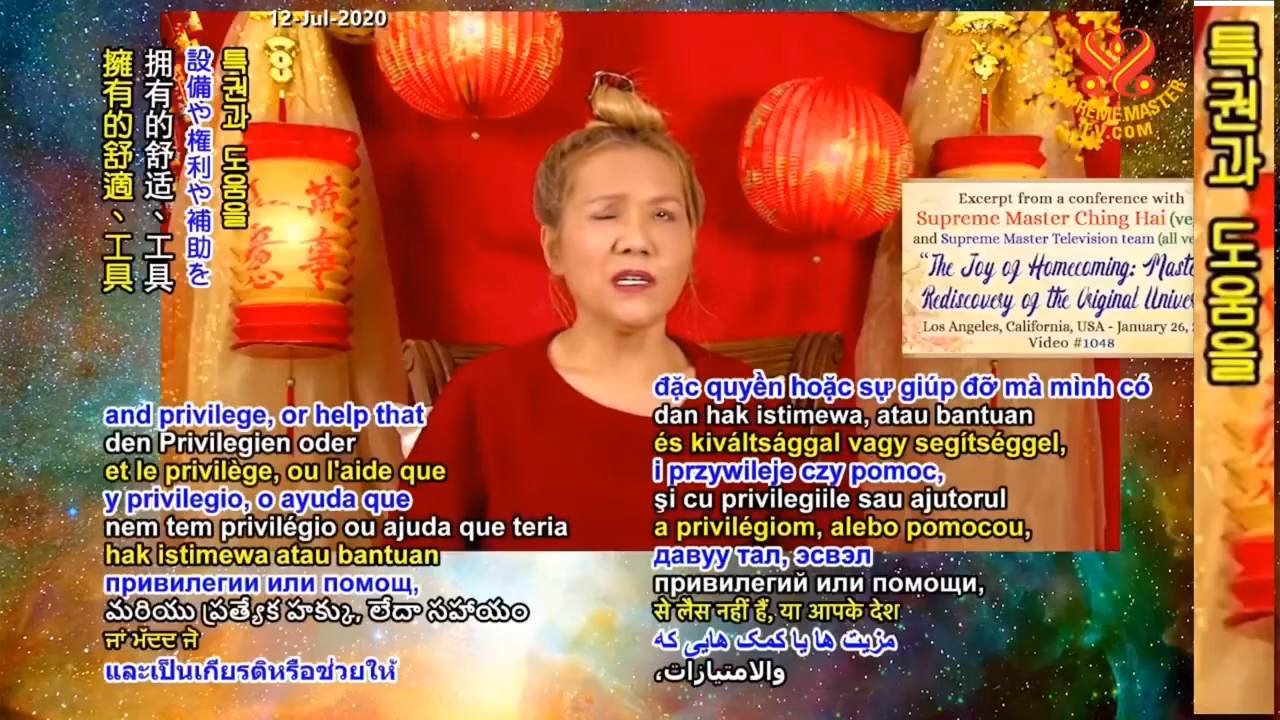 12-Jul-2020
특권과 도움을
設備や権利や補助を
拥有的舒适、工具
擁有的舒適、工具
SUPREME MASTER
TV.COM
Excerpt from a conference with
Supreme Master Ching Hai (ve
and Supreme Master Television team (all ve
“The Joy of Homecoming: Maste
Rediscovery of the Original Unive
Los Angeles, California, USA - January 26, 2
Video #1048
특권과 도움을
and privilege, or help that
den Privilegien oder
et le privilège, ou l'aide que
y privilegio, o ayuda que
nem tem privilégio ou ajuda que teria
hak istimewa atau bantuan
привилегии или помощ,
మరియు ప్రత్యేక హక్కు, లేదా సహాయం
ਜਾਂ ਮੱਦਦ ਜੋ
และเป็นเกียรติหรือช่วยให้
đặc quyền hoặc sự giúp đỡ mà mình có
dan hak istimewa, atau bantuan
és kiváltsággal vagy segítséggel,
i przywileje czy pomoc,
şi cu privilegiile sau ajutorul
a privilégiom, alebo pomocou,
давуу тал, эсвэл
привилегий или помощи,
से लैस नहीं हैं, या आपके देश
مزیت ها یا کمک هایی که
والامتيازات،